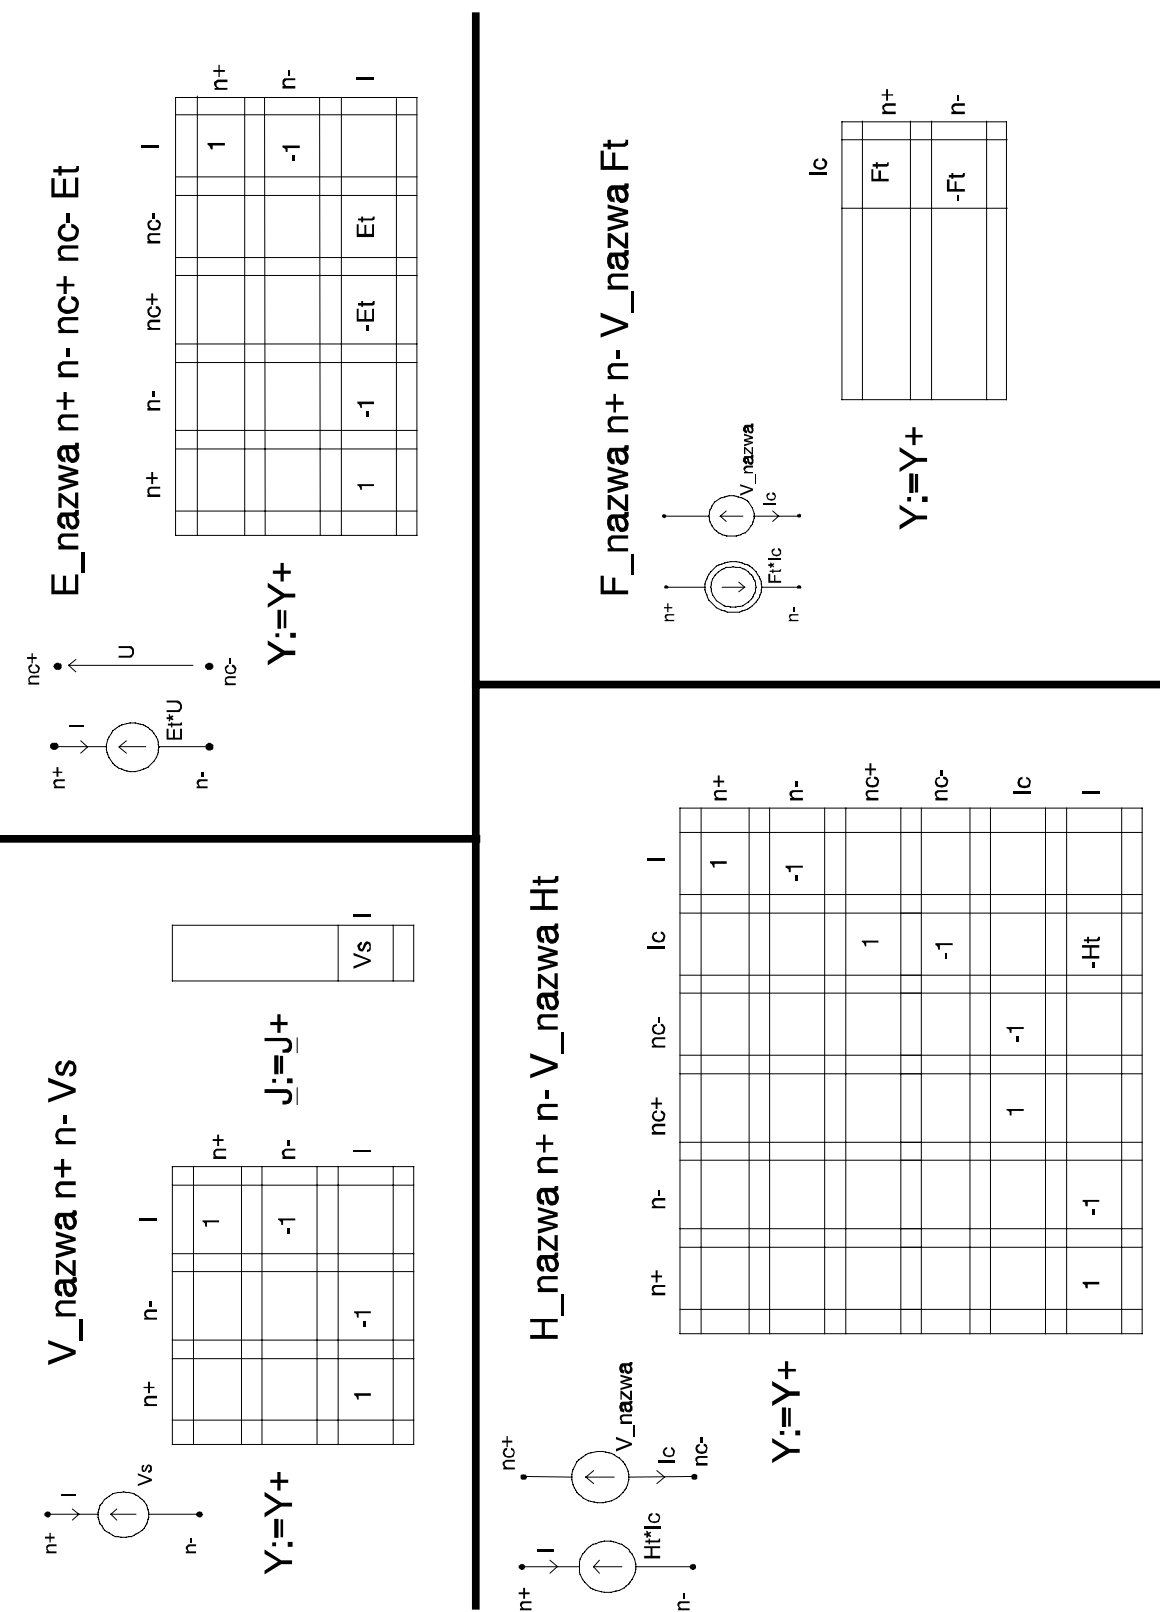 V_nazwa n+ n- Vs
n+
I
Vs
n-
Y:=Y+
n+ n- I
1 n+
-1 n-
1 -1 I
J:=J+
Vs I
E_nazwa n+ n- nc+ nc- Et
n+
I
Et*U
n-
nc+
U
nc-
Y:=Y+
n+ n- nc+ nc- I
1 n+
-1 n-
1 -1 -Et Et I
H_nazwa n+ n- V_nazwa Ht
n+
I
Ht*Ic
n-
nc+
V_nazwa
Ic
nc-
Y:=Y+
n+ n- nc+ nc- Ic I
1 n+
-1 n-
1 nc+
-1 nc-
1 -1 Ic
1 -1 -Ht I
F_nazwa n+ n- V_nazwa Ft
n+
Ft*Ic
n-
V_nazwa
Ic
Y:=Y+
Ic
Ft n+
-Ft n-